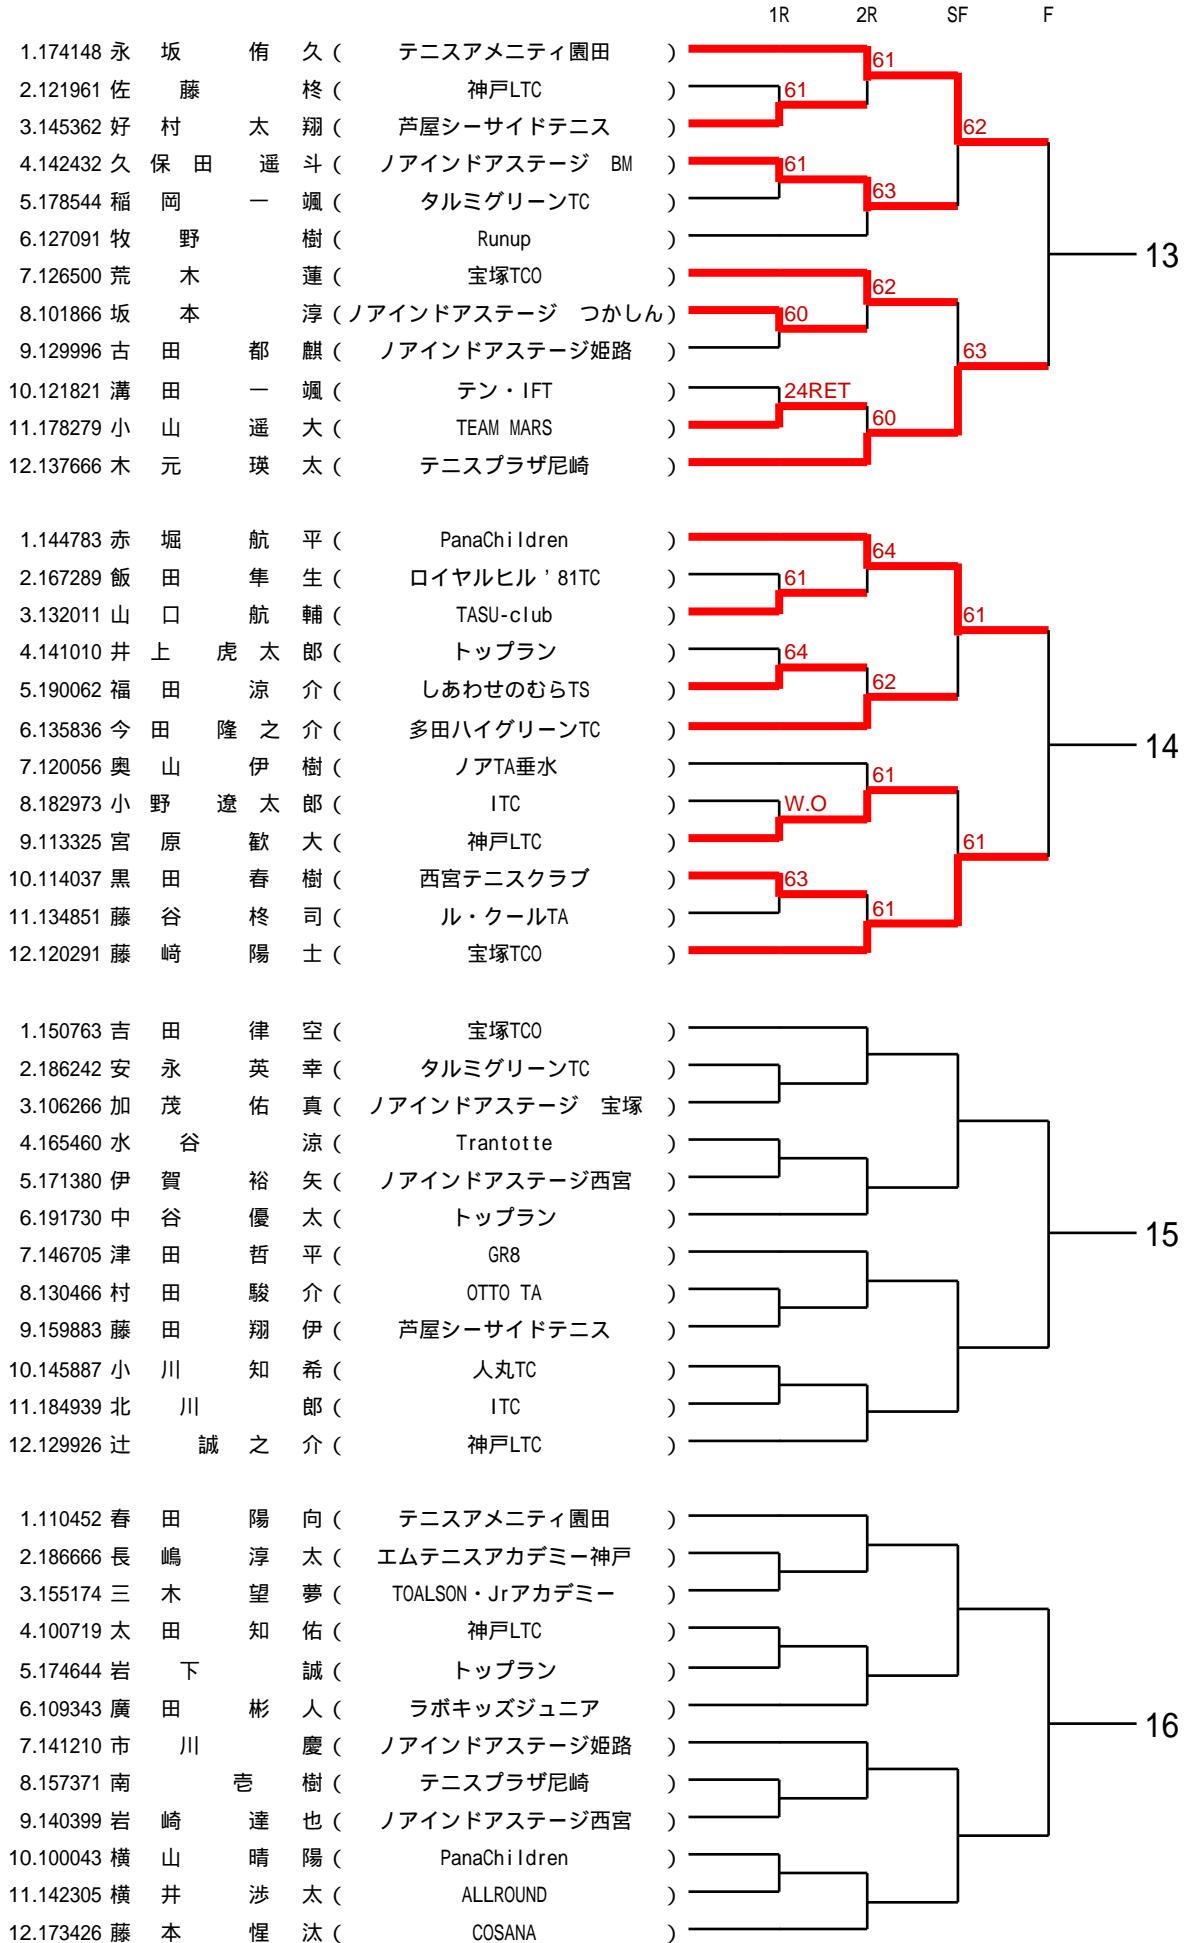 1R 2R SF F
1.174148 永 坂 侑 久 ( テニスアメニティ園田 )
61
2.121961 佐 藤 柊 ( 神戸LTC )
61
3.145362 好 村 太 翔 ( 芦屋シーサイドテニス )
62
4.142432 久 保 田 遥 斗 ( ノアインドアステージ BM )
61
5.178544 稲 岡 一 颯 ( タルミグリーンTC )
63
6.127091 牧 野 樹 ( Runup )
13
7.126500 荒 木 蓮 ( 宝塚TCO )
62
8.101866 坂 本 淳 ( ノアインドアステージ つかしん )
60
9.129996 古 田 都 麒 ( ノアインドアステージ姫路 )
63
10.121821 溝 田 一 颯 ( テン・IFT )
24RET
11.178279 小 山 遥 大 ( TEAM MARS )
60
12.137666 木 元 瑛 太 ( テニスプラザ尼崎 )
1.144783 赤 堀 航 平 ( PanaChildren )
64
2.167289 飯 田 隼 生 ( ロイヤルヒル ' 81TC )
61
3.132011 山 口 航 輔 ( TASU-club )
61
4.141010 井 上 虎 太 郎 ( トップラン )
64
5.190062 福 田 涼 介 ( しあわせのむらTS )
62
6.135836 今 田 隆 之 介 ( 多田ハイグリーンTC )
14
7.120056 奥 山 伊 樹 ( ノアTA垂水 )
61
8.182973 小 野 遼 太 郎 ( ITC )
W.O
9.113325 宮 原 歓 大 ( 神戸LTC )
61
10.114037 黒 田 春 樹 ( 西宮テニスクラブ )
63
11.134851 藤 谷 柊 司 ( ル・クールTA )
61
12.120291 藤 﨑 陽 士 ( 宝塚TCO )
1.150763 吉 田 律 空 ( 宝塚TCO )
2.186242 安 永 英 幸 ( タルミグリーンTC )
3.106266 加 茂 佑 真 ( ノアインドアステージ 宝塚 )
4.165460 水 谷 涼 ( Trantotte )
5.171380 伊 賀 裕 矢 ( ノアインドアステージ西宮 )
6.191730 中 谷 優 太 ( トップラン )
15
7.146705 津 田 哲 平 ( GR8 )
8.130466 村 田 駿 介 ( OTTO TA )
9.159883 藤 田 翔 伊 ( 芦屋シーサイドテニス )
10.145887 小 川 知 希 ( 人丸TC )
11.184939 北 川 郎 ( ITC )
12.129926 辻 誠 之 介 ( 神戸LTC )
1.110452 春 田 陽 向 ( テニスアメニティ園田 )
2.186666 長 嶋 淳 太 ( エムテニスアカデミー神戸 )
3.155174 三 木 望 夢 ( TOALSON・Jrアカデミー )
4.100719 太 田 知 佑 ( 神戸LTC )
5.174644 岩 下 誠 ( トップラン )
6.109343 廣 田 彬 人 ( ラボキッズジュニア )
16
7.141210 市 川 慶 ( ノアインドアステージ姫路 )
8.157371 南 壱 樹 ( テニスプラザ尼崎 )
9.140399 岩 崎 達 也 ( ノアインドアステージ西宮 )
10.100043 横 山 晴 陽 ( PanaChildren )
11.142305 横 井 渉 太 ( ALLROUND )
12.173426 藤 本 惺 汰 ( COSANA )